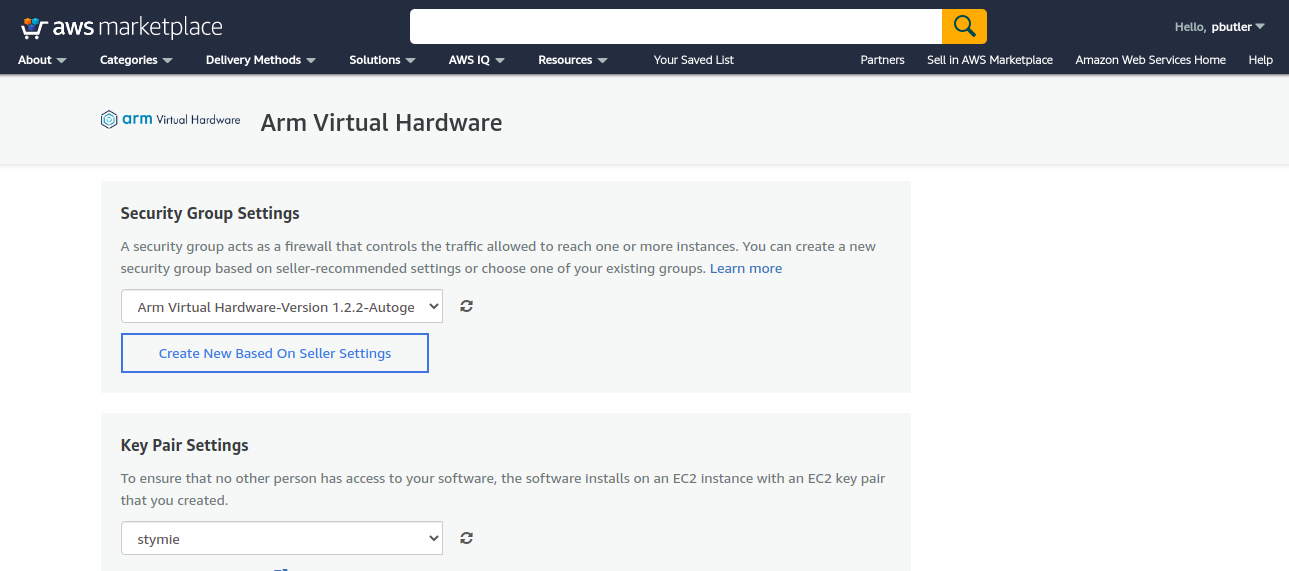 aws marketplace
Hello, pbutler
About
Categories
Delivery Methods
Solutions
AWS IQ
Resources
Your Saved List
Partners
Sell in AWS Marketplace
Amazon Web Services Home
Help
arm Virtual Hardware
Arm Virtual Hardware
Security Group Settings
A security group acts as a firewall that controls the traffic allowed to reach one or more instances. You can create a new
security group based on seller-recommended settings or choose one of your existing groups. Learn more
Arm Virtual Hardware-Version 1.2.2-Autoge
Create New Based On Seller Settings
Key Pair Settings
To ensure that no other person has access to your software, the software installs on an EC2 instance with an EC2 key pair
that you created.
stymie